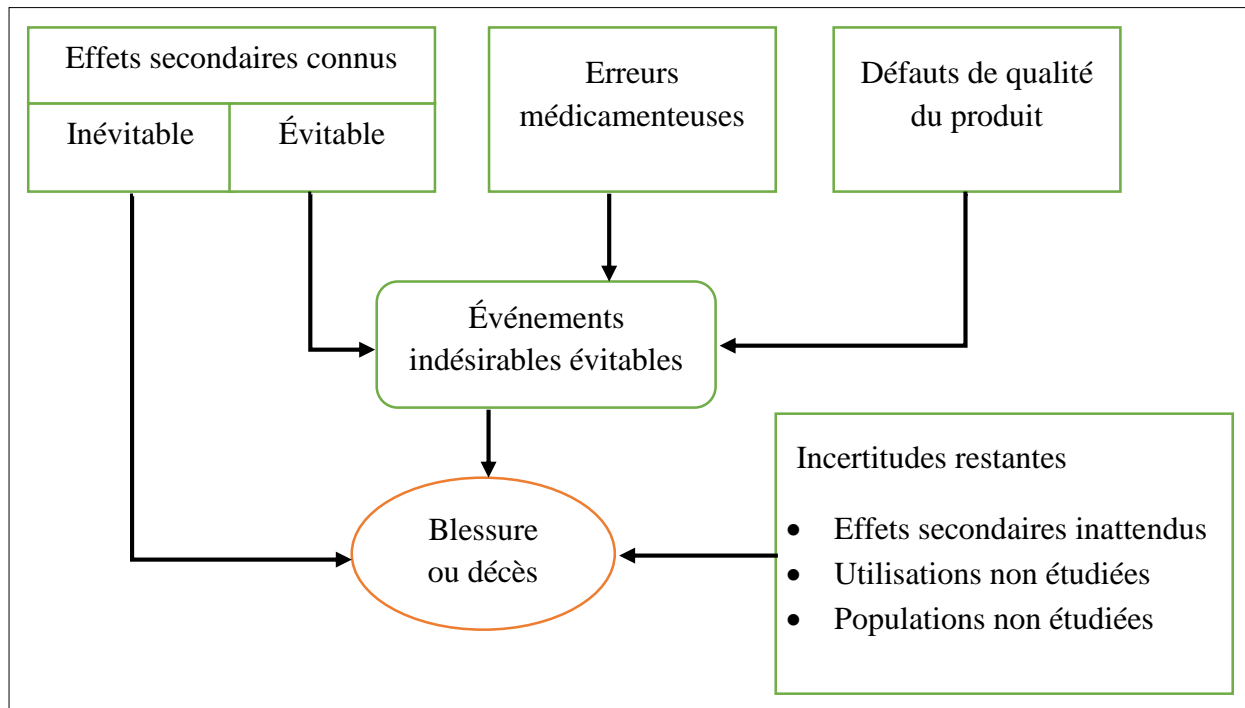 Effets secondaires connus
Inévitable
Évitable
Erreurs
médicamenteuses
Défauts de qualité
du produit
Événements
indésirables évitables
Blessure
ou décès
Incertitudes restantes
• Effets secondaires inattendus
• Utilisations non étudiées
• Populations non étudiées